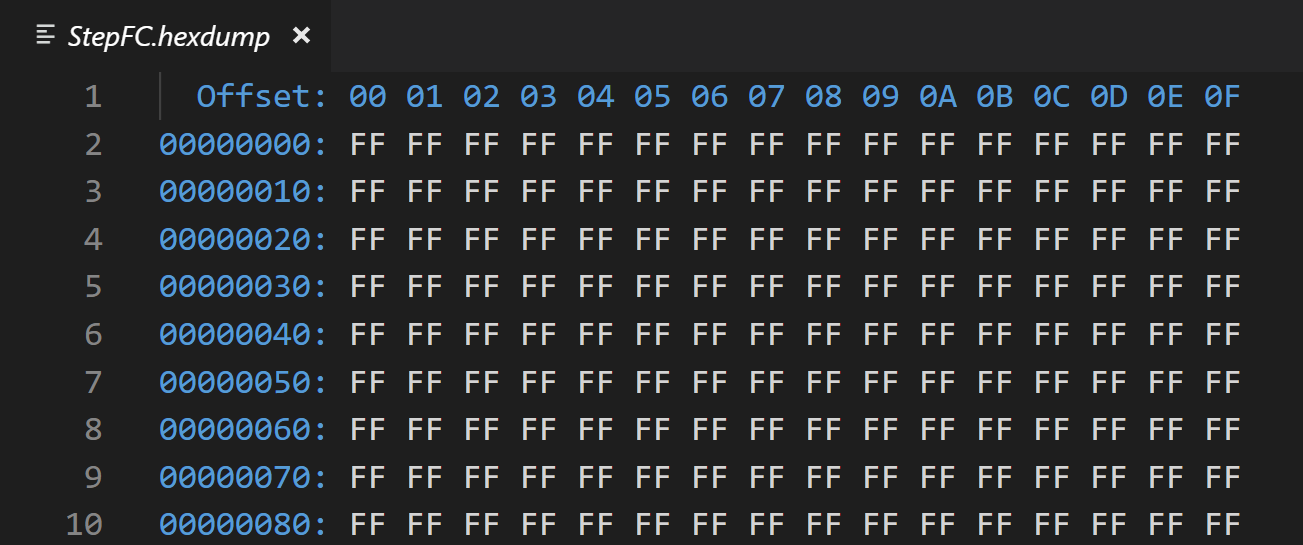 StepFC.hexdump ×
1 Offset: 00 01 02 03 04 05 06 07 08 09 0A 0B 0C 0D 0E 0F
2 00000000: FF FF FF FF FF FF FF FF FF FF FF FF FF FF FF FF
3 00000010: FF FF FF FF FF FF FF FF FF FF FF FF FF FF FF FF
4 00000020: FF FF FF FF FF FF FF FF FF FF FF FF FF FF FF FF
5 00000030: FF FF FF FF FF FF FF FF FF FF FF FF FF FF FF FF
6 00000040: FF FF FF FF FF FF FF FF FF FF FF FF FF FF FF FF
7 00000050: FF FF FF FF FF FF FF FF FF FF FF FF FF FF FF FF
8 00000060: FF FF FF FF FF FF FF FF FF FF FF FF FF FF FF FF
9 00000070: FF FF FF FF FF FF FF FF FF FF FF FF FF FF FF FF
10 00000080: FF FF FF FF FF FF FF FF FF FF FF FF FF FF FF FF